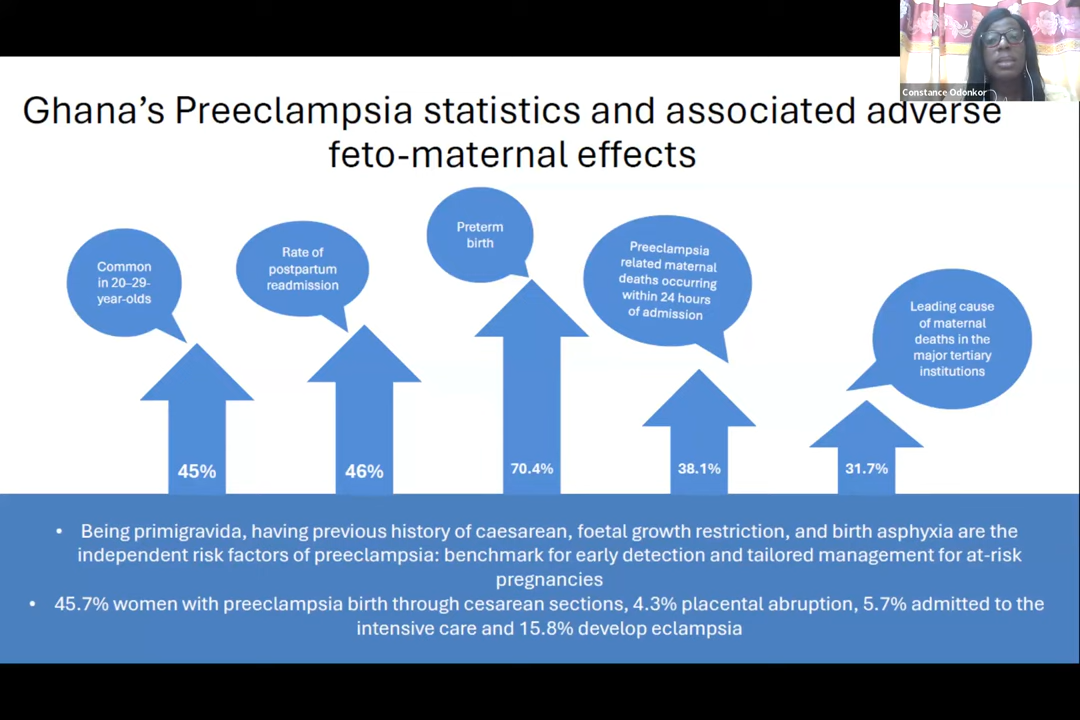 Constance Odonkor
Ghana’s Preeclampsia statistics and associated adverse
feto-maternal effects
Common
in 20–29-
year-olds
Rate of
postpartum
readmission
Preterm
birth
Preeclampsia
related maternal
deaths occurring
within 24 hours
of admission
Leading cause
of maternal
deaths in the
major tertiary
institutions
45%
46%
70.4%
38.1%
31.7%
• Being primigravida, having previous history of caesarean, foetal growth restriction, and birth asphyxia are the
independent risk factors of preeclampsia: benchmark for early detection and tailored management for at-risk
pregnancies
• 45.7% women with preeclampsia birth through cesarean sections, 4.3% placental abruption, 5.7% admitted to the
intensive care and 15.8% develop eclampsia